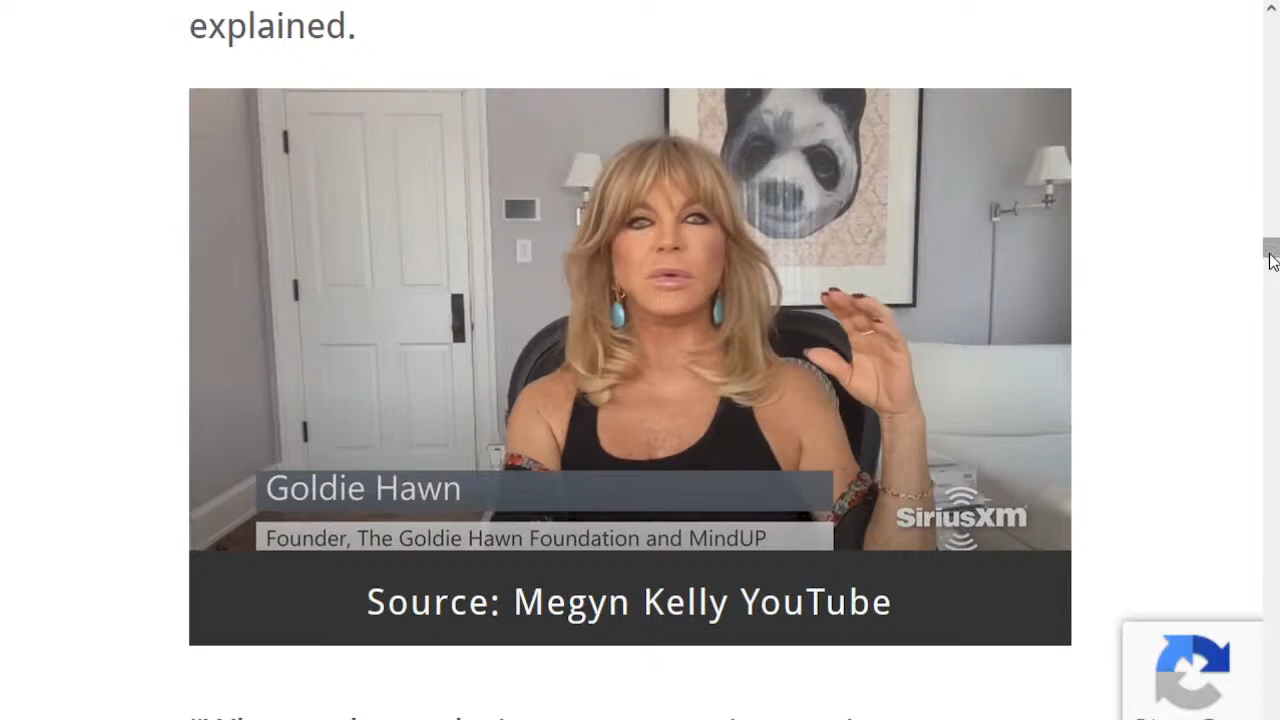 explained.
Goldie Hawn
SiriusXM
Founder, The Goldie Hawn Foundation and MindUP
Source: Megyn Kelly YouTube